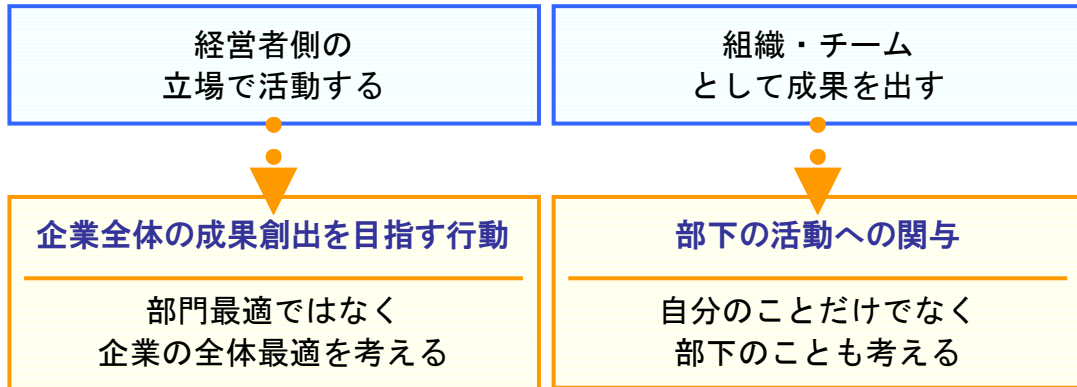 経営者側の
立場で活動する
組織・チーム
として成果を出す
企業全体の成果創出を目指す行動
部門最適ではなく
企業の全体最適を考える
部下の活動への関与
自分のことだけでなく
部下のことも考える